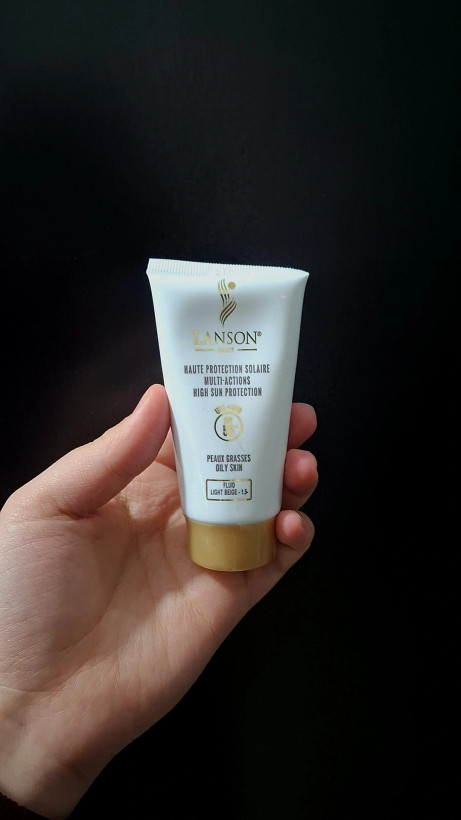 LANSON®
HAUTE PROTECTION SOLAIRE
MULTI-ACTIONS
HIGH SUN PROTECTION
PEAUX GRASSES
OILY SKIN
FLUID
LIGHT BEIGE - 1.5-